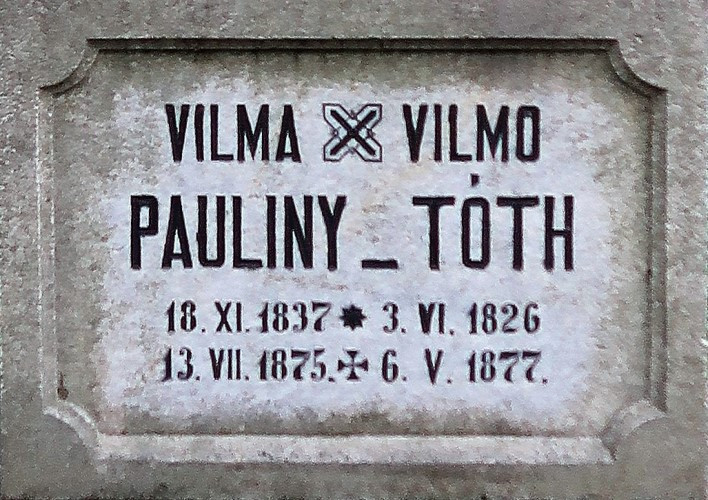 VILMA VILMO
PAULINY _ TÓTH
18. XI. 1837 * 3. VI. 1826
13. VII. 1875. ✠ 6. V. 1877.